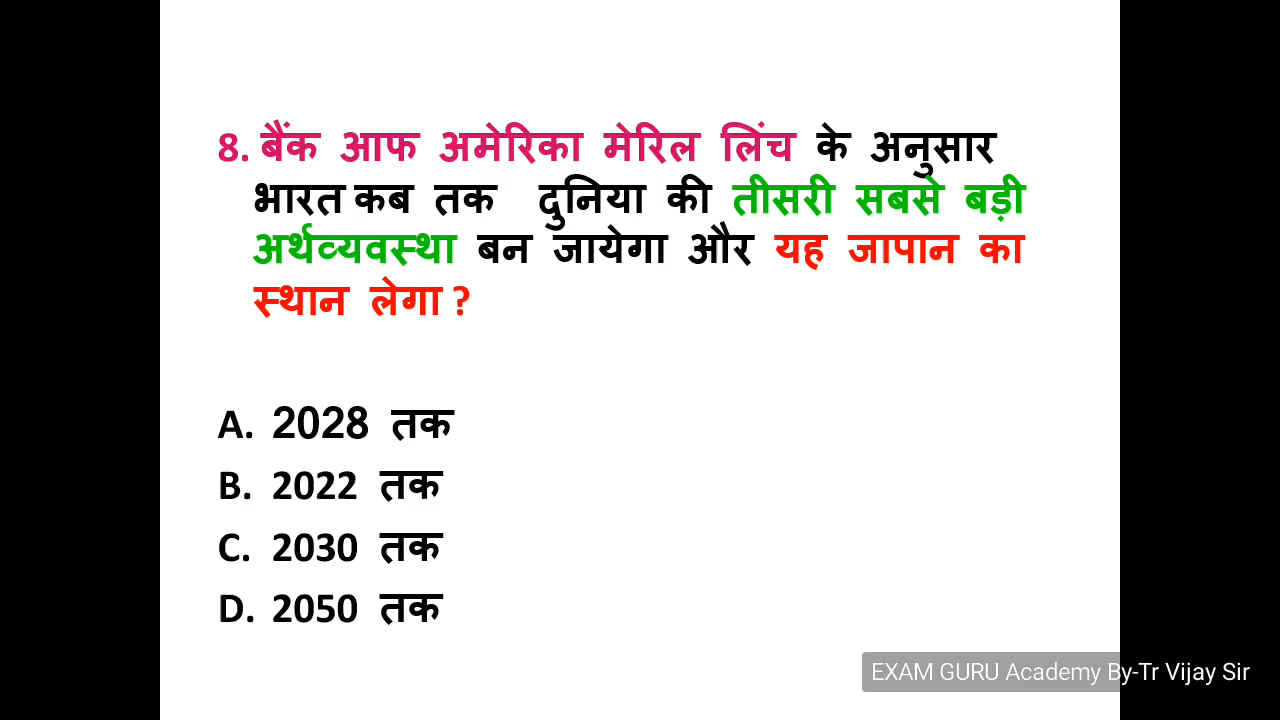 8. बैंक आफ अमेरिका मेरिल लिंच के अनुसार
भारत कब तक दुनिया की तीसरी सबसे बड़ी
अर्थव्यवस्था बन जायेगा और यह जापान का
स्थान लेगा ?
A. 2028 तक
B. 2022 तक
C. 2030 तक
D. 2050 तक
EXAM GURU Academy By-Tr Vijay Sir